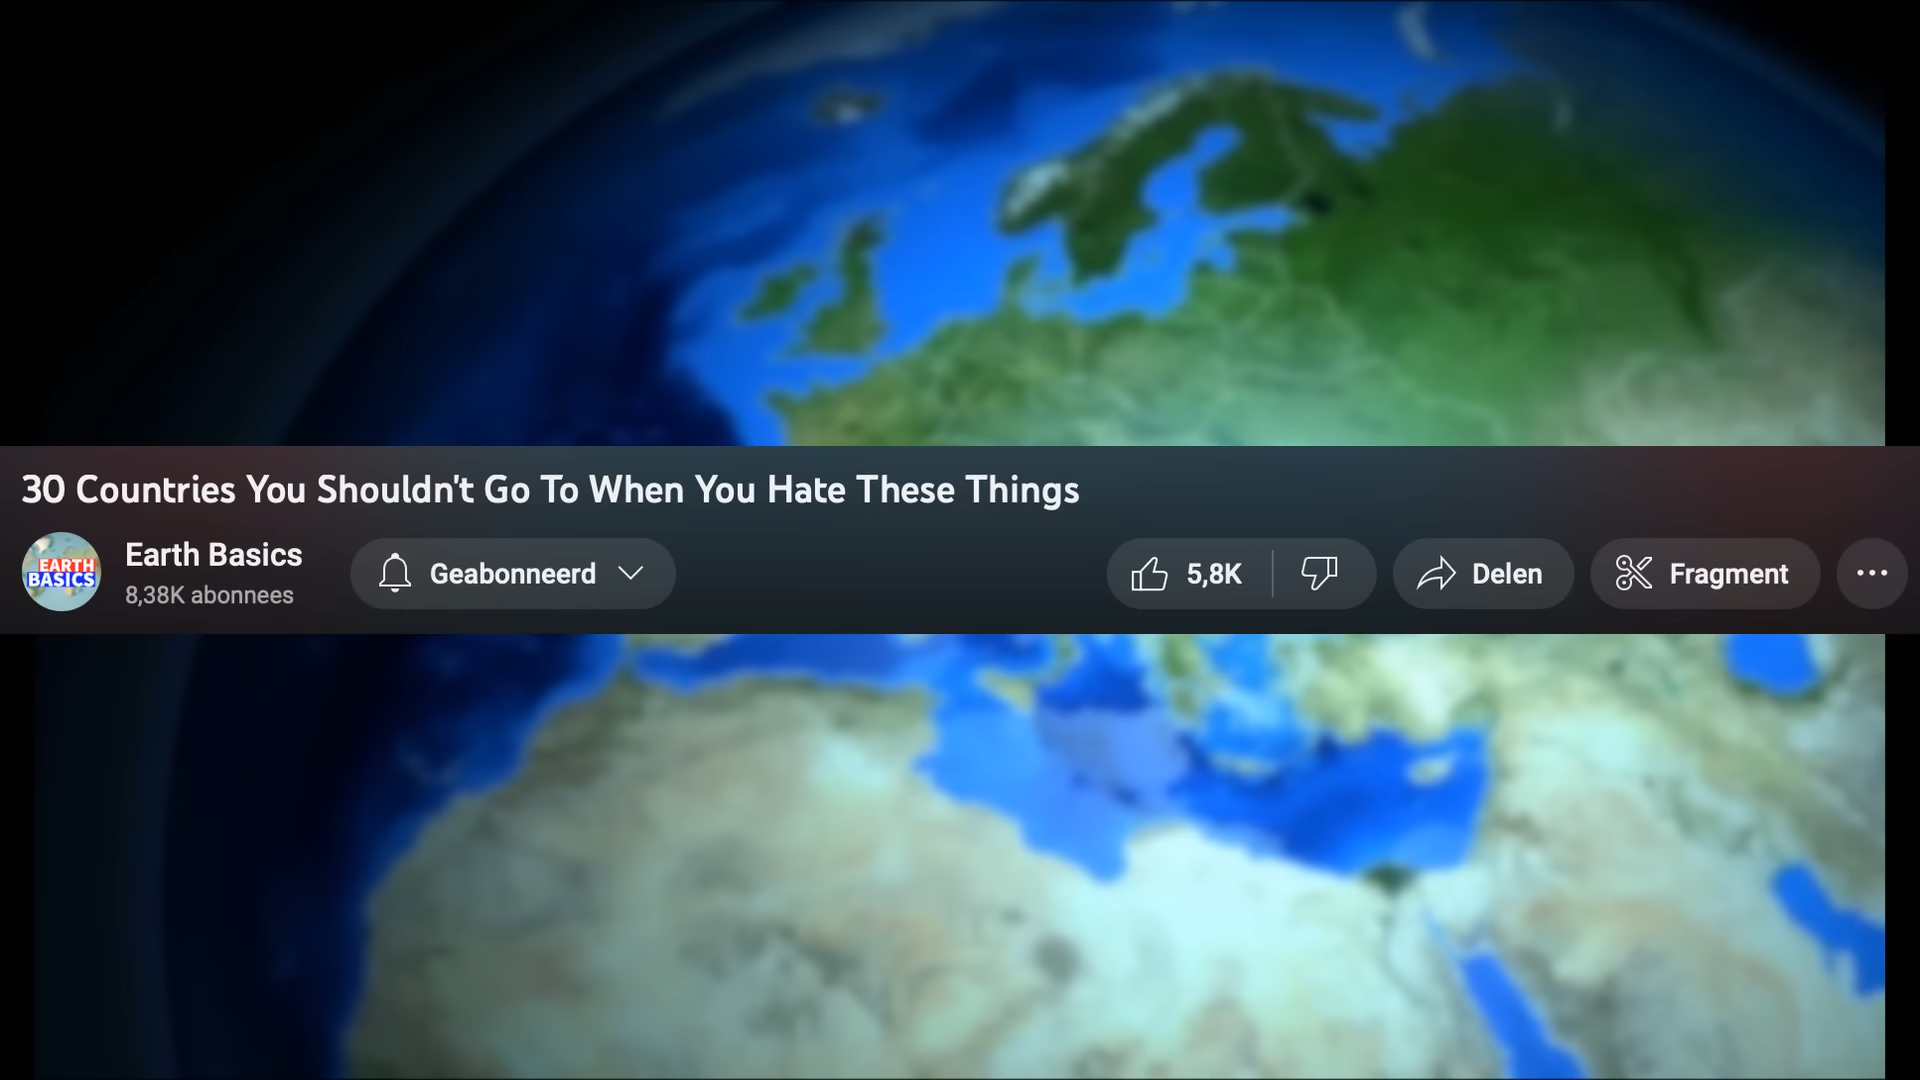 30 Countries You Shouldn't Go To When You Hate These Things
EARTH
BASICS
Earth Basics
8,38K abonnees
Geabonneerd
5,8K
Delen
Fragment